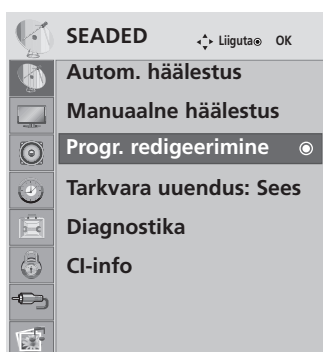 SEADED Liiguta OK
Autom. häälestus
Manuaalne häälestus
Progr. redigeerimine
Tarkvara uuendus: Sees
Diagnostika
CI-info